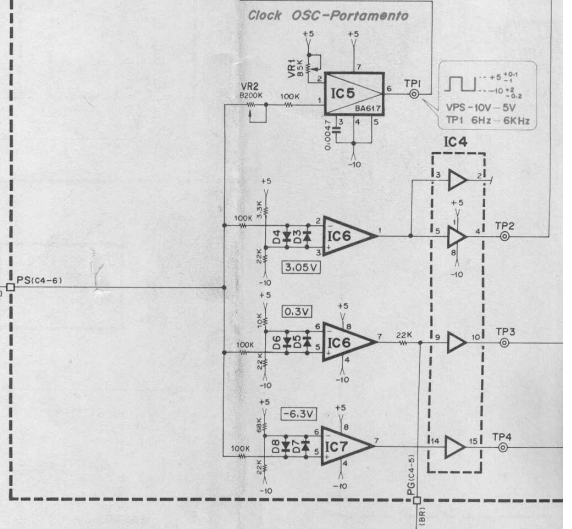 Clock OSC-Portamento
+5
+5
VR1
B5K
2
7
VR2
B200K
100K
1
IC5
BA617
6
TP1
+5 +0.1 -1
-10 +2 -0.2
VPS -10V - 5V
TP1 6Hz - 6KHz
0.0047
3
4
5
-10
IC4
3
2
+5
3.3K
100K
D4
D3
2
3
IC6
1
+5
1
5
4
TP2
8
-10
22K
-10
3.05V
PS(C4-6)
+5
10K
0.3V
+5
8
6
D6
D5
IC6
7
22K
9
10
TP3
100K
5
22K
4
-10
-10
+5
68K
-6.3V
+5
8
6
D8
D7
IC7
7
14
15
TP4
100K
5
22K
4
-10
-10
PG(C4-5)
(BR)